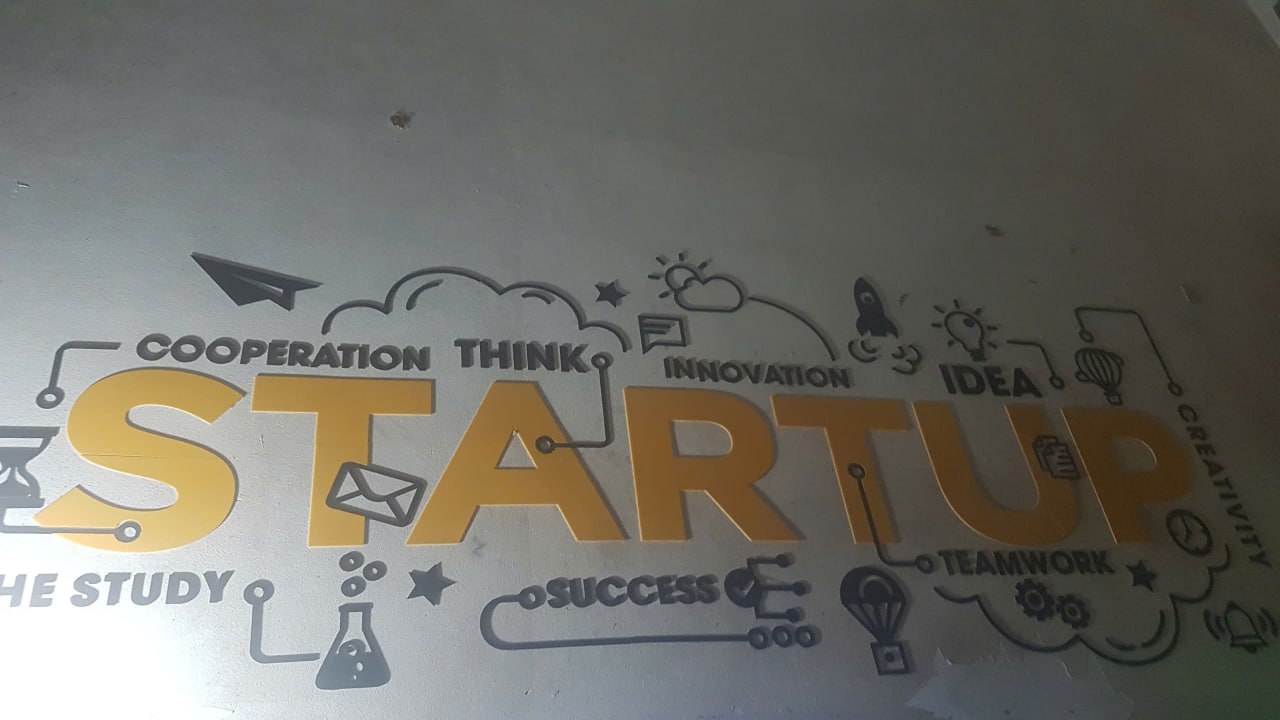 COOPERATION THINK INNOVATION IDEA
STARTUP
CREATIVITY
HE STUDY SUCCESS TEAMWORK